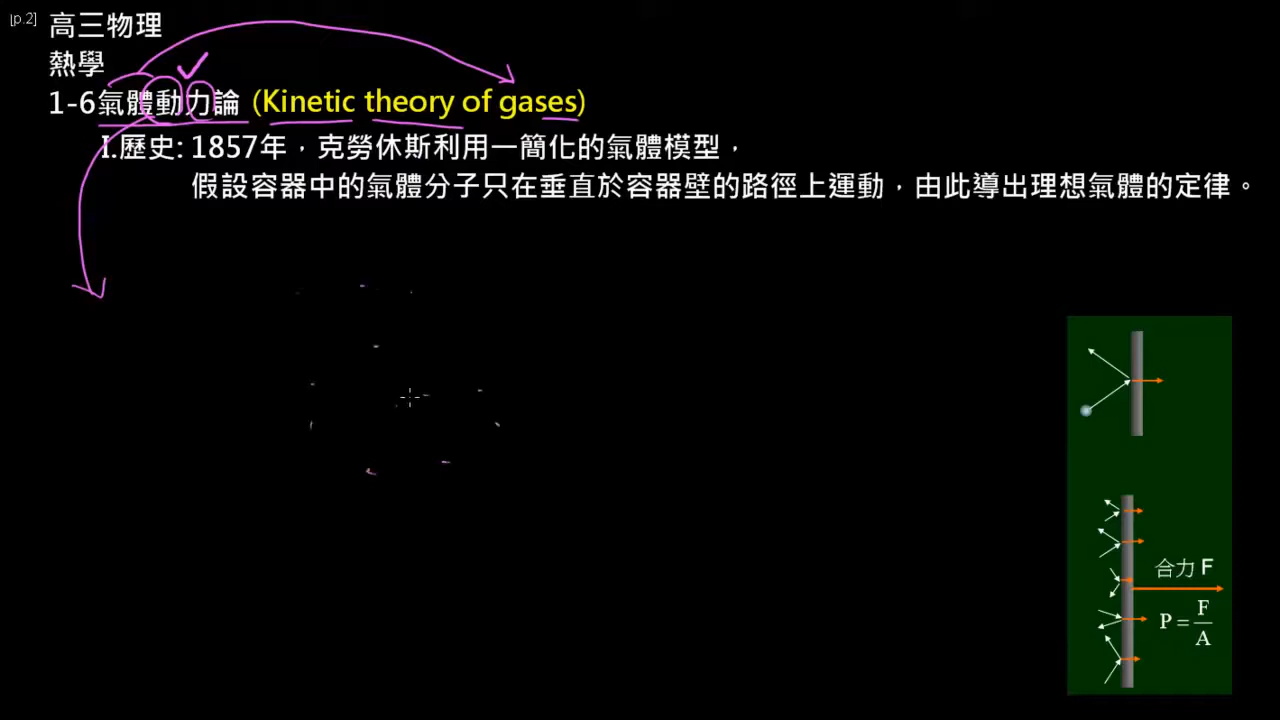 [p.2]
高三物理
熱學
1-6氣體動力論 (Kinetic theory of gases)
I.歷史: 1857年，克勞休斯利用一簡化的氣體模型，
假設容器中的氣體分子只在垂直於容器壁的路徑上運動，由此導出理想氣體的定律。
合力 F
P = F/A